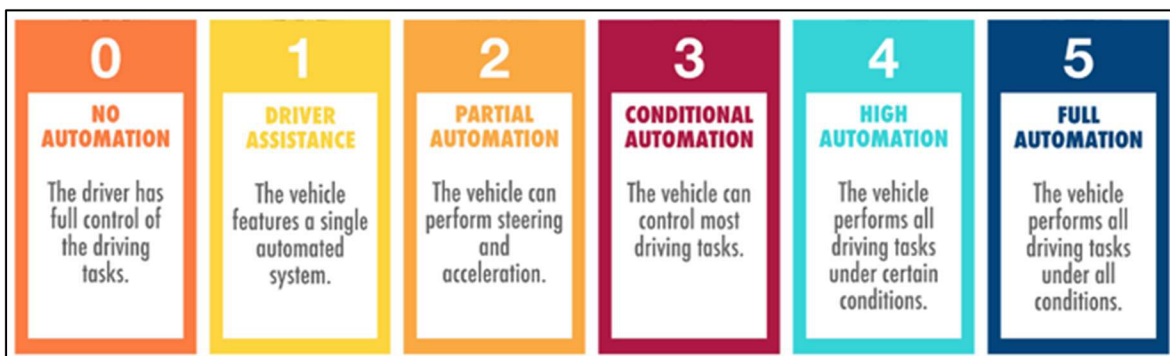 0
NO
AUTOMATION
The driver has
full control of
the driving
tasks.
1
DRIVER
ASSISTANCE
The vehicle
features a single
automated
system.
2
PARTIAL
AUTOMATION
The vehicle can
perform steering
and
acceleration.
3
CONDITIONAL
AUTOMATION
The vehicle can
control most
driving tasks.
4
HIGH
AUTOMATION
The vehicle
performs all
driving tasks
under certain
conditions.
5
FULL
AUTOMATION
The vehicle
performs all
driving tasks
under all
conditions.